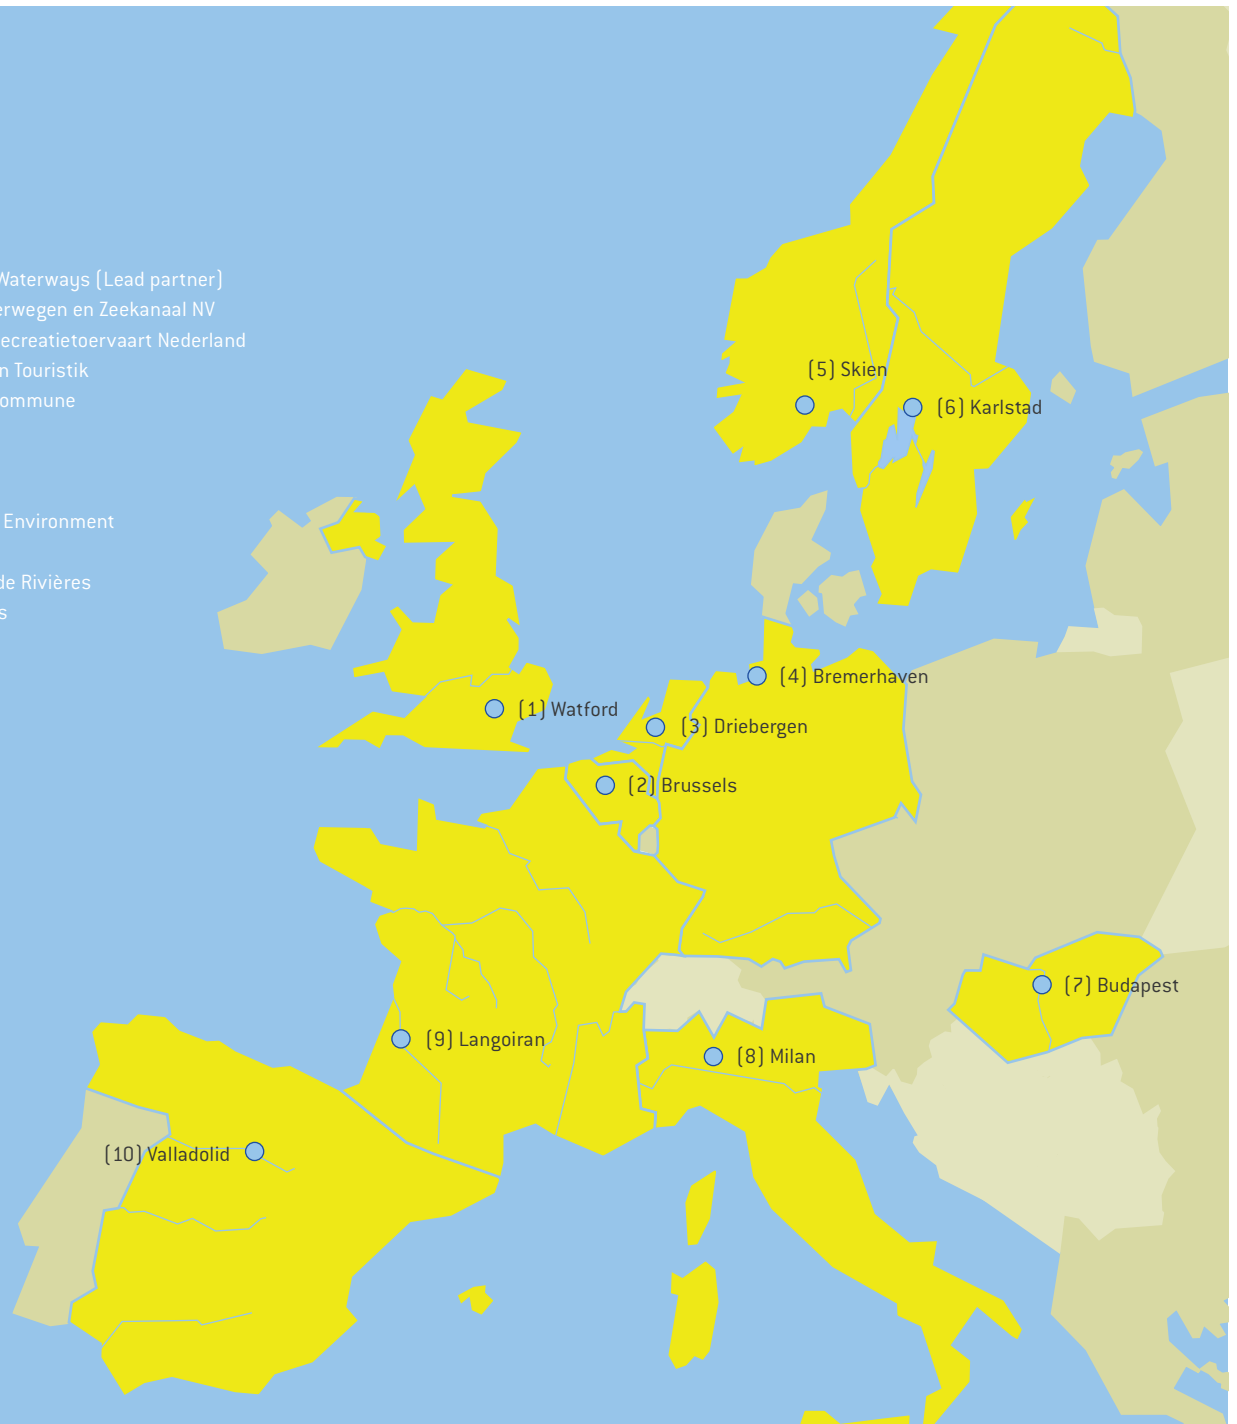 Waterways (Lead partner)
erwegen en Zeekanaal NV
ecreatietoervaart Nederland
n Touristik
ommune
Environment
de Rivières
s
(5) Skien
(6) Karlstad
(4) Bremerhaven
(1) Watford
(3) Driebergen
(2) Brussels
(7) Budapest
(9) Langoiran
(8) Milan
(10) Valladolid